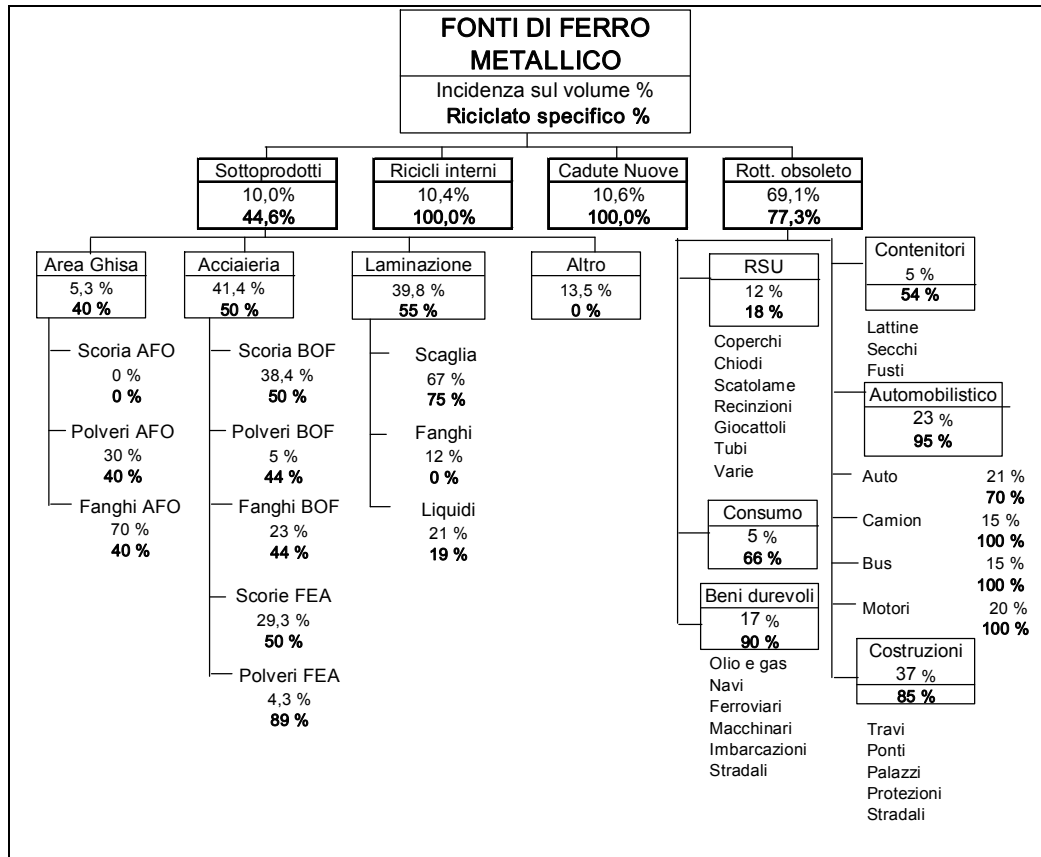 FONTI DI FERRO
METALLICO
Incidenza sul volume %
Riciclato specifico %
Sottoprodotti
10,0%
44,6%
Ricicli interni
10,4%
100,0%
Cadute Nuove
10,6%
100,0%
Rott. obsoleto
69,1%
77,3%
Area Ghisa
5,3 %
40 %
Scoria AFO
0 %
0 %
Polveri AFO
30 %
40 %
Fanghi AFO
70 %
40 %
Acciaieria
41,4 %
50 %
Scoria BOF
38,4 %
50 %
Polveri BOF
5 %
44 %
Fanghi BOF
23 %
44 %
Scorie FEA
29,3 %
50 %
Polveri FEA
4,3 %
89 %
Laminazione
39,8 %
55 %
Scaglia
67 %
75 %
Fanghi
12 %
0 %
Liquidi
21 %
19 %
Altro
13,5 %
0 %
RSU
12 %
18 %
Coperchi
Chiodi
Scatolame
Recinzioni
Giocattoli
Tubi
Varie
Consumo
5 %
66 %
Beni durevoli
17 %
90 %
Olio e gas
Navi
Ferroviari
Macchinari
Imbarcazioni
Stradali
Contenitori
5 %
54 %
Lattine
Secchi
Fusti
Automobilistico
23 %
95 %
Auto 21 %
70 %
Camion 15 %
100 %
Bus 15 %
100 %
Motori 20 %
100 %
Costruzioni
37 %
85 %
Travi
Ponti
Palazzi
Protezioni
Stradali